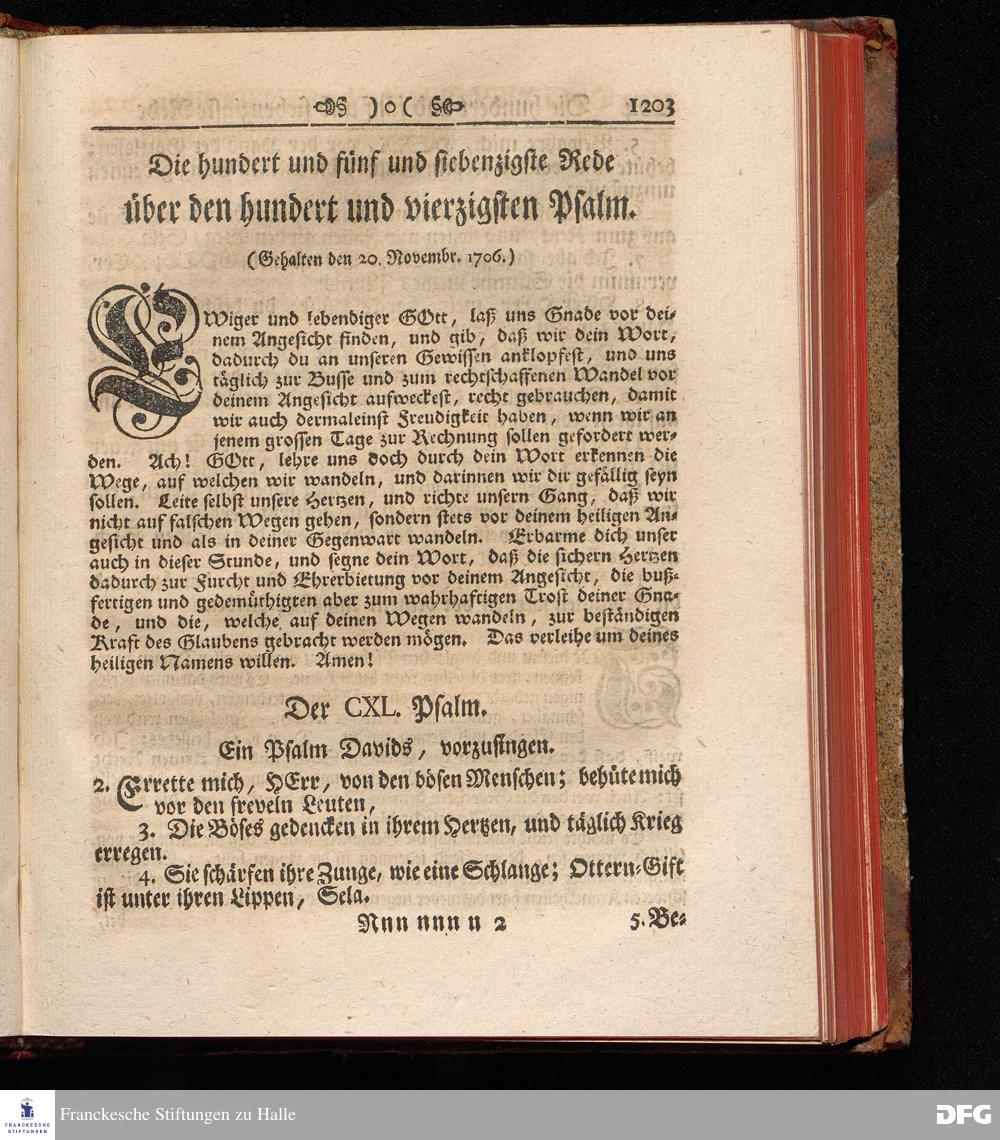 )o( 1203
Die hundert und fünf und siebenzigste Rede
über den hundert und vierzigsten Psalm.
(Gehalten den 20. Novembr. 1706.)
EWiger und lebendiger GOtt, laß uns Gnade vor dei-
nem Angesicht finden, und gib, daß wir dein Wort,
dadurch du an unseren Gewissen anklopfest, und uns
täglich zur Busse und zum rechtschaffenen Wandel vor
deinem Angesicht aufweckest, recht gebrauchen, damit
wir auch dermaleinst Freudigkeit haben, wenn wir an
jenem grossen Tage zur Rechnung sollen gefordert wer-
den. Ach! GOtt, lehre uns doch durch dein Wort erkennen die
Wege, auf welchen wir wandeln, und darinnen wir dir gefällig seyn
sollen. Leite selbst unsere Hertzen, und richte unsern Gang, daß wir
nicht auf falschen Wegen gehen, sondern stets vor deinem heiligen An-
gesicht und als in deiner Gegenwart wandeln. Erbarme dich unser
auch in dieser Stunde, und segne dein Wort, daß die sichern Hertzen
dadurch zur Furcht und Ehrerbietung vor deinem Angesicht, die buß-
fertigen und gedemüthigten aber zum wahrhaftigen Trost deiner Gna-
de, und die, welche auf deinen Wegen wandeln, zur beständigen
Kraft des Glaubens gebracht werden mögen. Das verleihe um deines
heiligen Namens willen. Amen!
Der CXL. Psalm.
Ein Psalm Davids, vorzusingen.
2. Errette mich, HErr, von den bösen Menschen; behüte mich
vor den freveln Leuten,
3. Die Böses gedencken in ihrem Hertzen, und täglich Krieg
erregen.
4. Sie schärfen ihre Zunge, wie eine Schlange; Ottern-Gift
ist unter ihren Lippen, Sela.
Nnn nnn n 2 5. Be-
Franckesche Stiftungen zu Halle
FRANCKESCHE
STIFTUNGEN
DFG